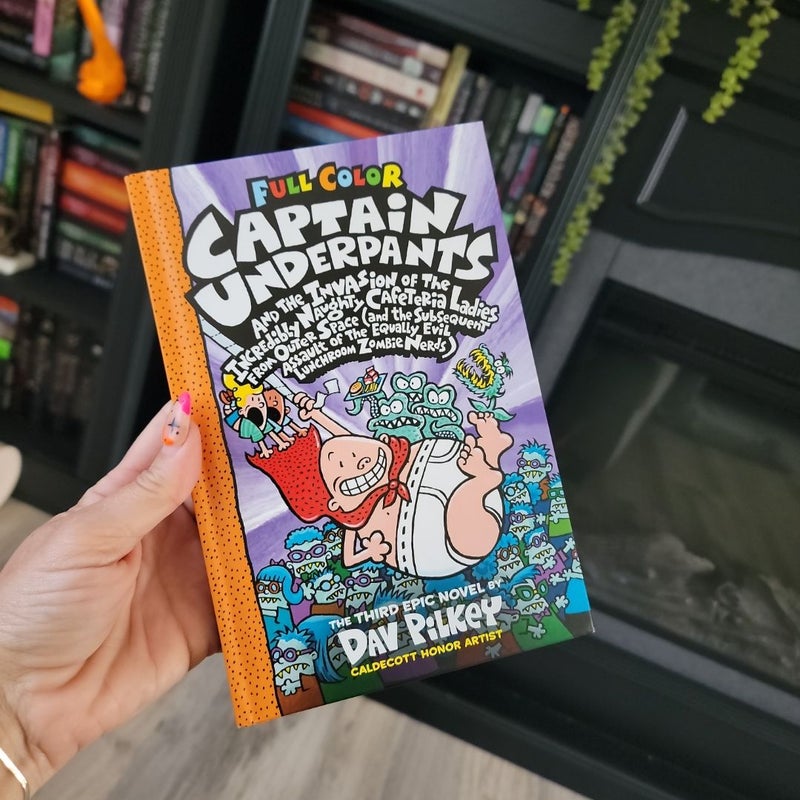 FULL COLOR
CAPTAIN
UNDERPANTS
AND THE INVASION OF THE
INCREDIBLY NAUGHTY CAFETERIA LADIES
FROM OUTER SPACE (and the Subsequent
Assault of the Equally Evil
LUNCHROOM ZOMBIE NERDS)
THE THIRD EPIC NOVEL BY
DAV PILKEY
CALDECOTT HONOR ARTIST